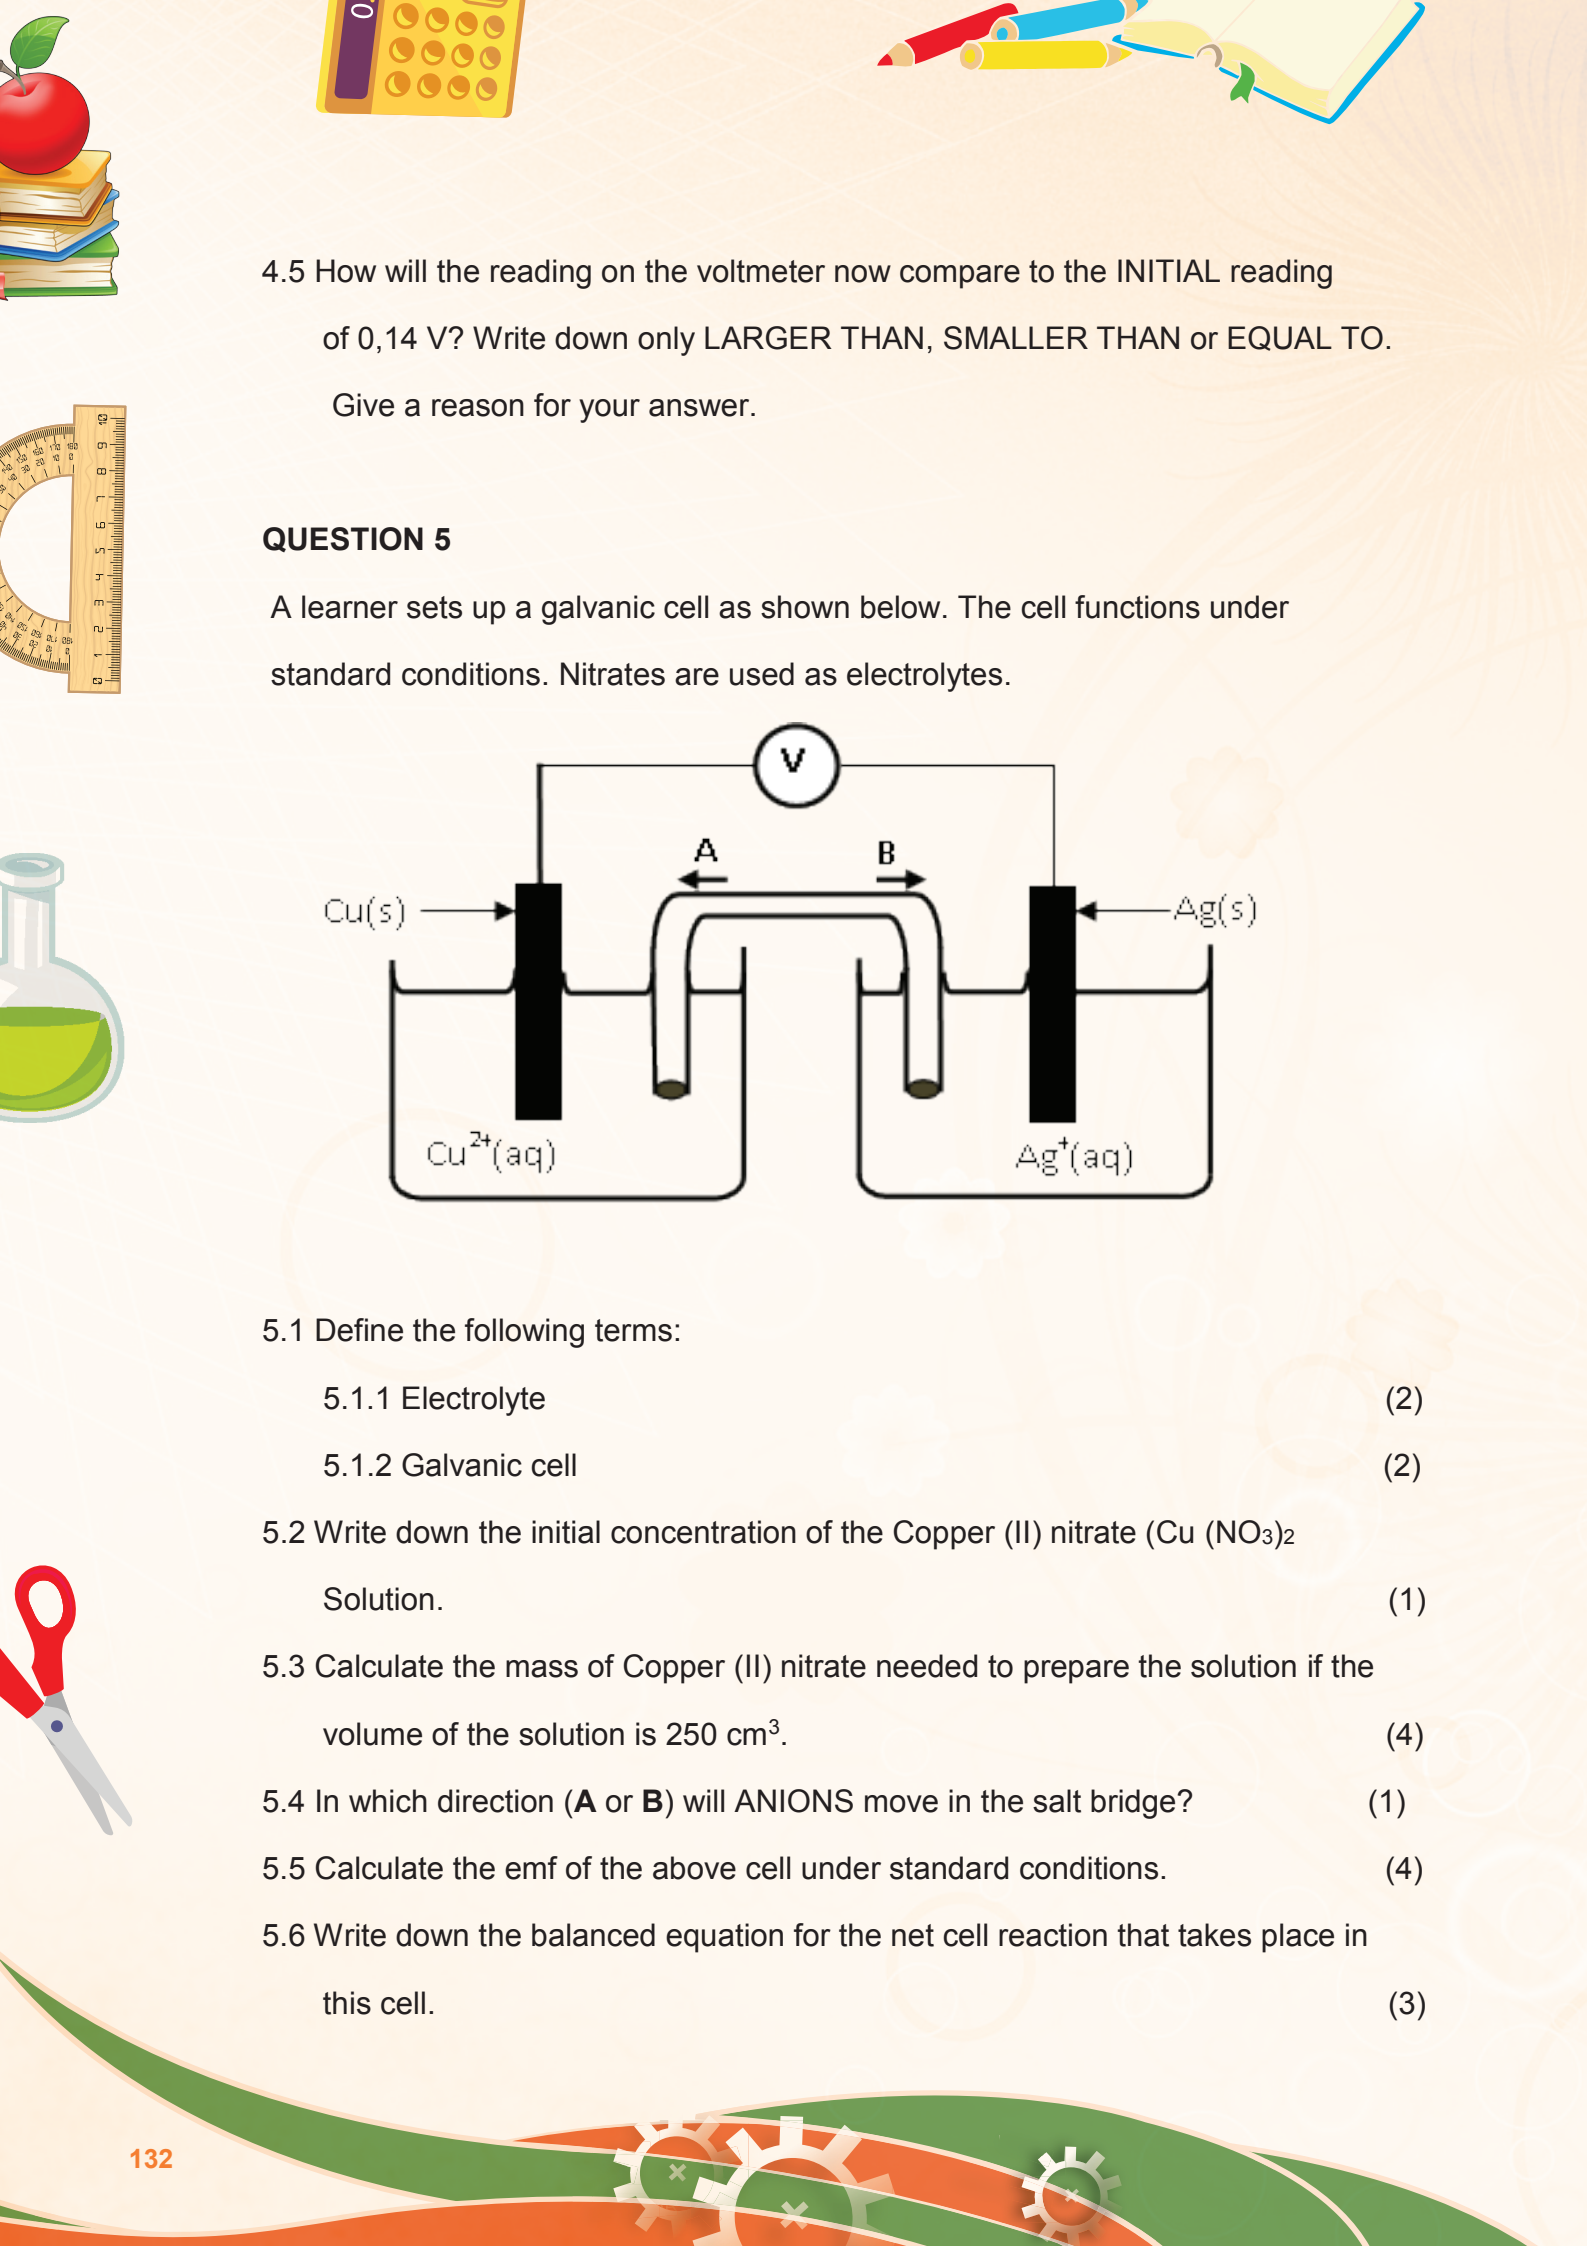 4.5 How will the reading on the voltmeter now compare to the INITIAL reading
of 0,14 V? Write down only LARGER THAN, SMALLER THAN or EQUAL TO.
Give a reason for your answer.
QUESTION 5
A learner sets up a galvanic cell as shown below. The cell functions under
standard conditions. Nitrates are used as electrolytes.
V
A
B
Cu(s)
Ag(s)
Cu²⁺(aq)
Ag⁺(aq)
5.1 Define the following terms:
5.1.1 Electrolyte (2)
5.1.2 Galvanic cell (2)
5.2 Write down the initial concentration of the Copper (II) nitrate (Cu (NO₃)₂
Solution. (1)
5.3 Calculate the mass of Copper (II) nitrate needed to prepare the solution if the
volume of the solution is 250 cm³. (4)
5.4 In which direction (A or B) will ANIONS move in the salt bridge? (1)
5.5 Calculate the emf of the above cell under standard conditions. (4)
5.6 Write down the balanced equation for the net cell reaction that takes place in
this cell. (3)
132